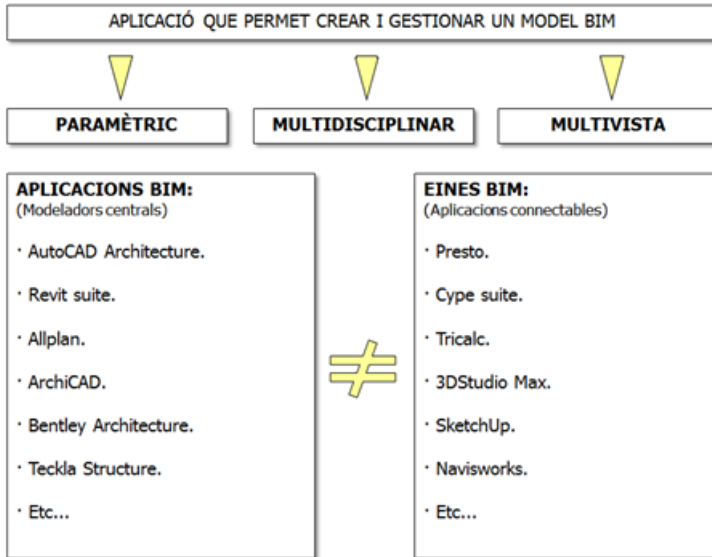 APLICACIÓ QUE PERMET CREAR I GESTIONAR UN MODEL BIM
PARAMÈTRIC
MULTIDISCIPLINAR
MULTIVISTA
APLICACIONS BIM:
(Modeladors centrals)
· AutoCAD Architecture.
· Revit suite.
· Allplan.
· ArchiCAD.
· Bentley Architecture.
· Teckla Structure.
· Etc...
≠
EINES BIM:
(Aplicacions connectables)
· Presto.
· Cype suite.
· Tricalc.
· 3DStudio Max.
· SketchUp.
· Navisworks.
· Etc...